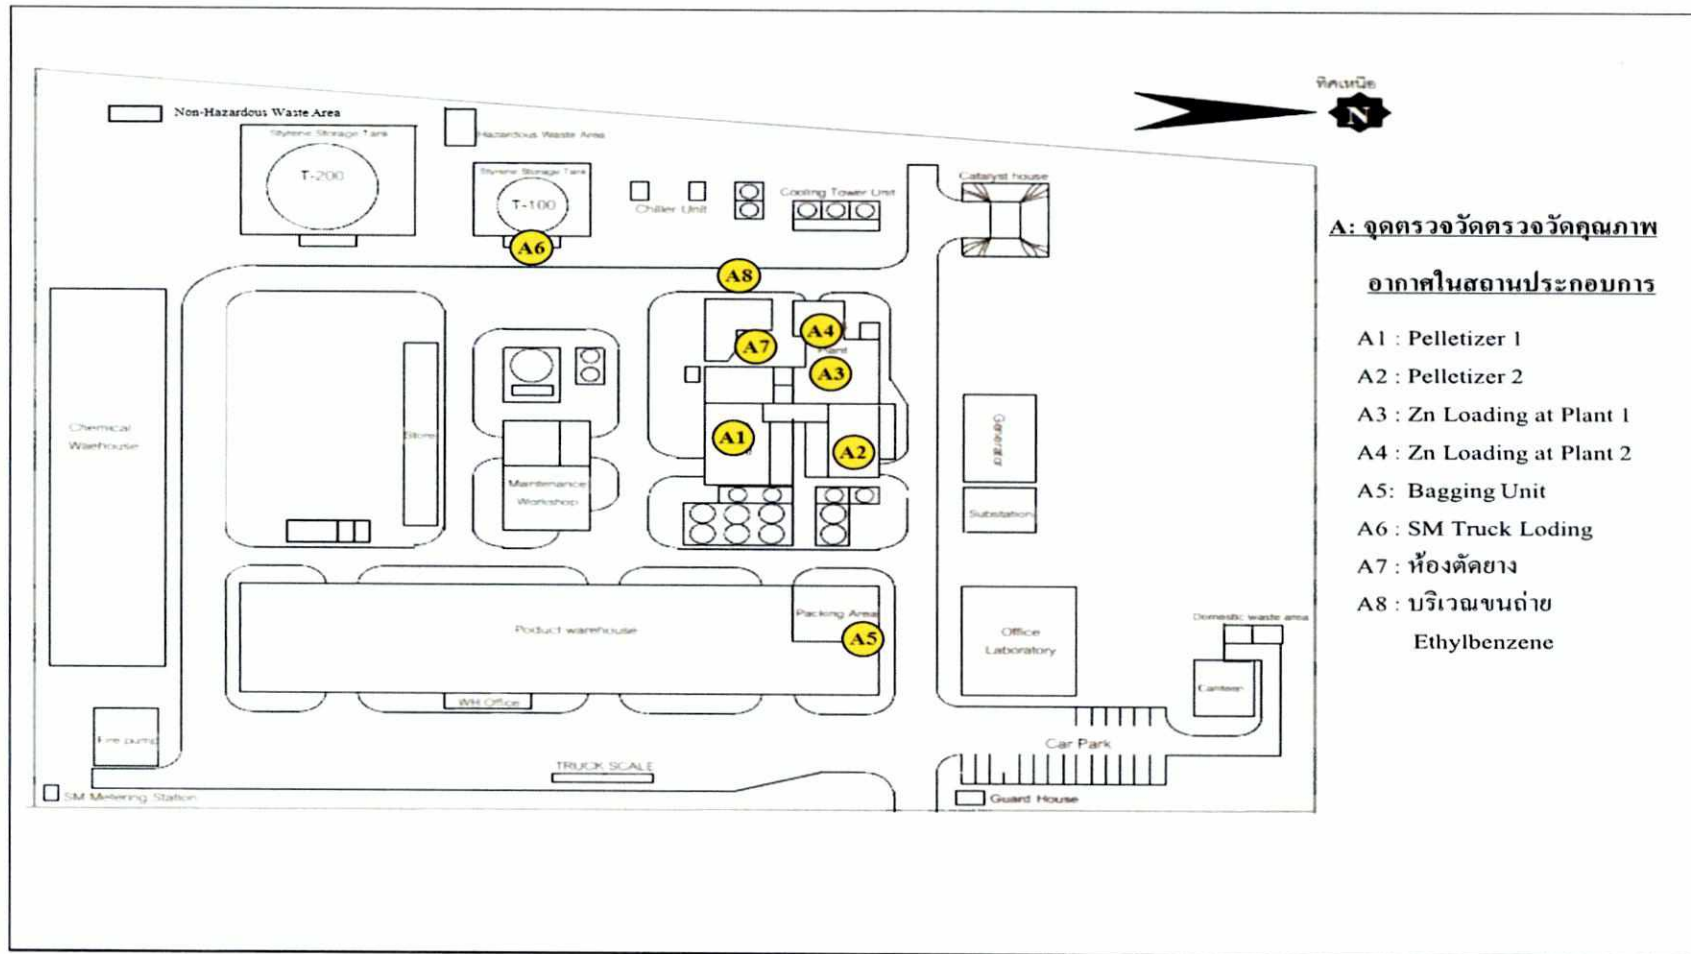 ทิศเหนือ
N
Non-Hazardous Waste Area
Styrene Storage Tank
T-200
Hazardous Waste Area
Styrene Storage Tank
T-100
Chiller Unit
Cooling Tower Unit
Catalyst house
A6
A8
A4
A7
Plant
A3
A1
A2
A: จุดตรวจวัดตรวจวัดคุณภาพ
อากาศในสถานประกอบการ
A1 : Pelletizer 1
A2 : Pelletizer 2
A3 : Zn Loading at Plant 1
A4 : Zn Loading at Plant 2
A5: Bagging Unit
A6 : SM Truck Loding
A7 : ห้องตัดยาง
A8 : บริเวณขนถ่าย
Ethylbenzene
Chemical
Warehouse
Store
Maintenance
Workshop
Generator
Substation
Poduct warehouse
Packing Area
A5
Office
Laboratory
Domestic waste area
Canteen
WH Office
Fire pump
Car Park
TRUCK SCALE
SM Metering Station
Guard House